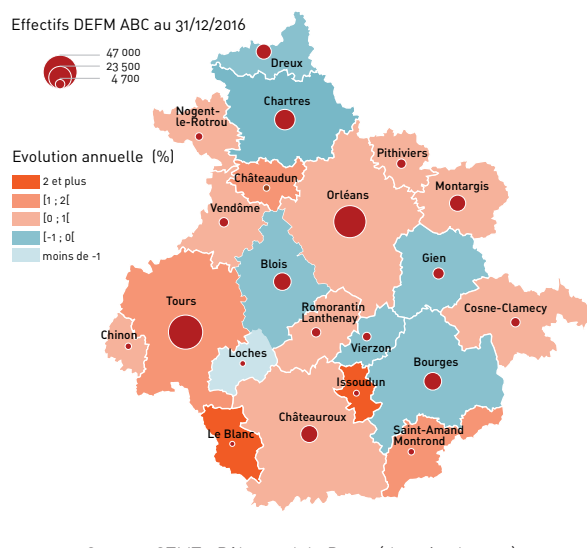 Effectifs DEFM ABC au 31/12/2016
47 000
23 500
4 700
Dreux
Chartres
Nogent-
le-Rotrou
Evolution annuelle (%)
2 et plus
[1 ; 2[
[0 ; 1[
[-1 ; 0[
moins de -1
Pithiviers
Châteaudun
Orléans
Montargis
Vendôme
Gien
Blois
Tours
Romorantin
Lanthenay
Cosne-Clamecy
Chinon
Vierzon
Loches
Bourges
Issoudun
Châteauroux
Saint-Amand
Montrond
Le Blanc